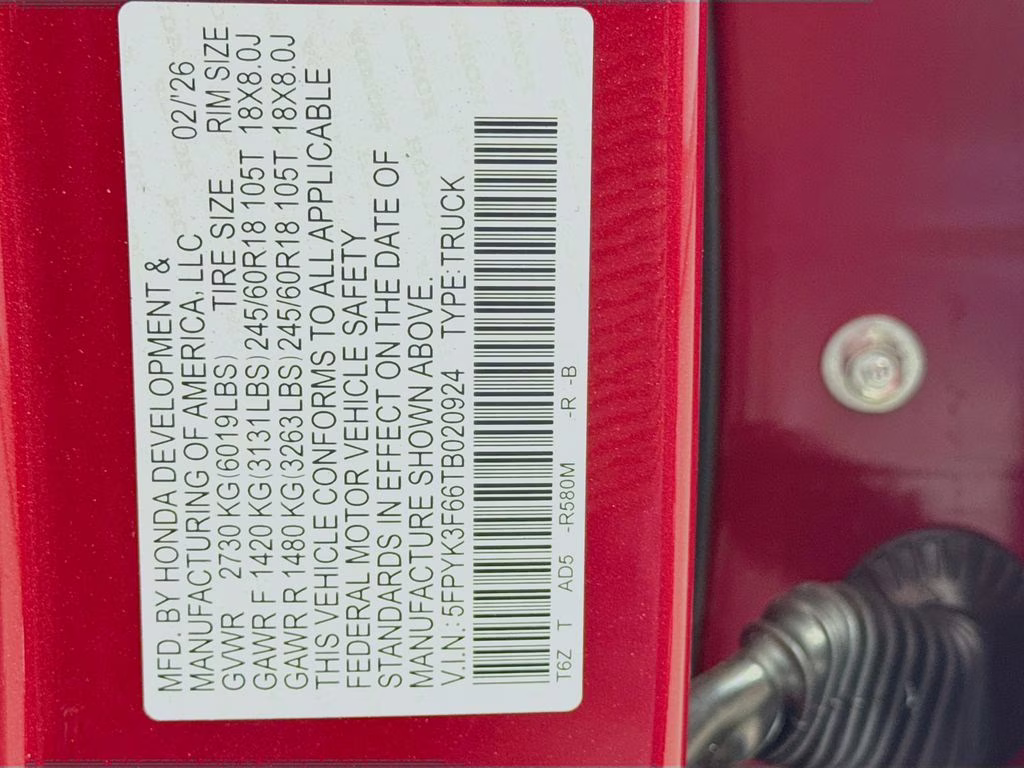 MFD. BY HONDA DEVELOPMENT &
MANUFACTURING OF AMERICA, LLC 02/'26
GVWR 2730 KG(6019LBS) TIRE SIZE RIM SIZE
GAWR F 1420 KG(3131LBS) 245/60R18 105T 18X8.0J
GAWR R 1480 KG(3263LBS) 245/60R18 105T 18X8.0J
THIS VEHICLE CONFORMS TO ALL APPLICABLE
FEDERAL MOTOR VEHICLE SAFETY
STANDARDS IN EFFECT ON THE DATE OF
MANUFACTURE SHOWN ABOVE.
V.I.N.: 5FPYK3F66TB020924 TYPE: TRUCK
T6Z T AD5 -R580M -R -B